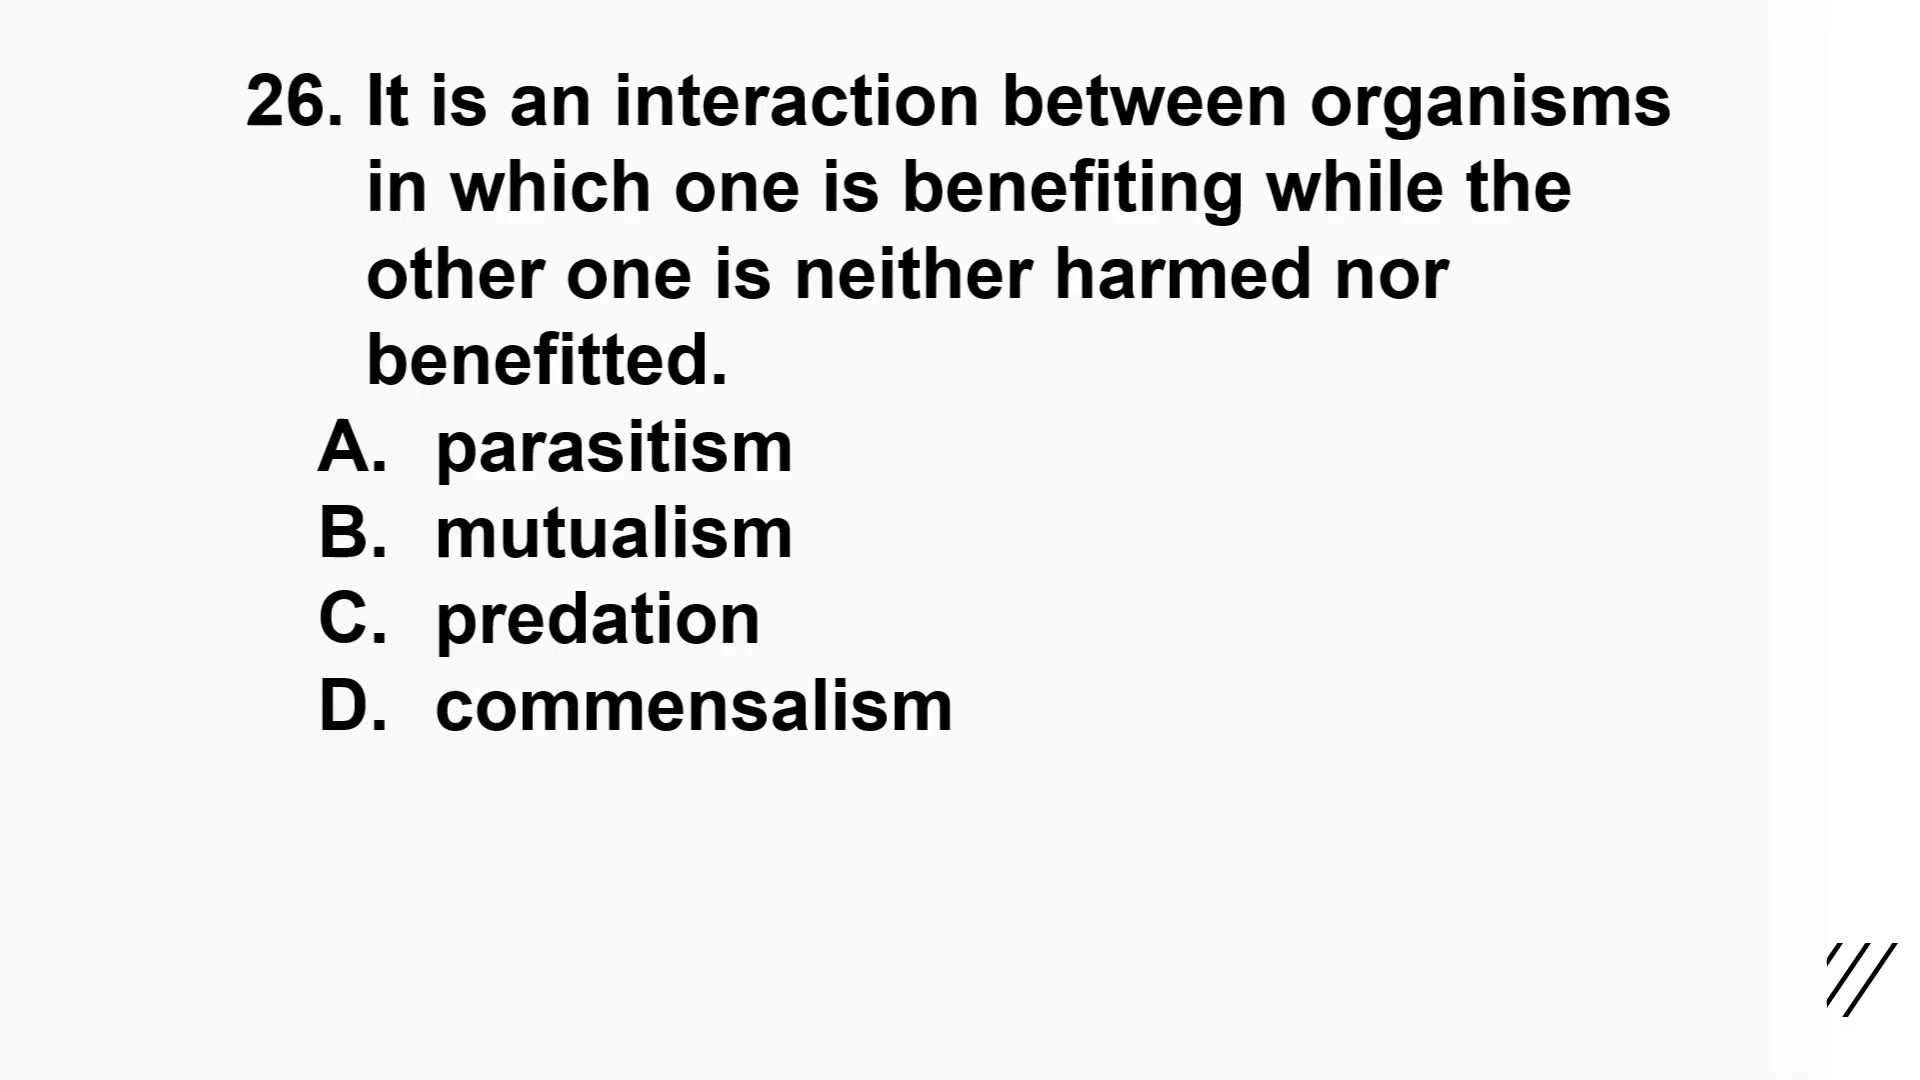 26. It is an interaction between organisms
in which one is benefiting while the
other one is neither harmed nor
benefitted.
A. parasitism
B. mutualism
C. predation
D. commensalism